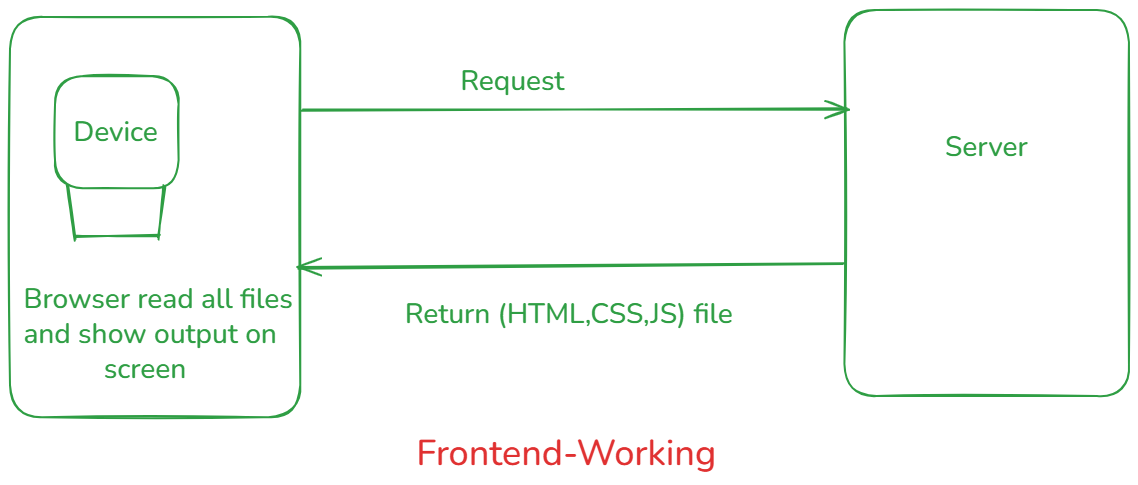 Request
Device
Server
Browser read all files
and show output on
screen
Return (HTML,CSS,JS) file
Frontend-Working